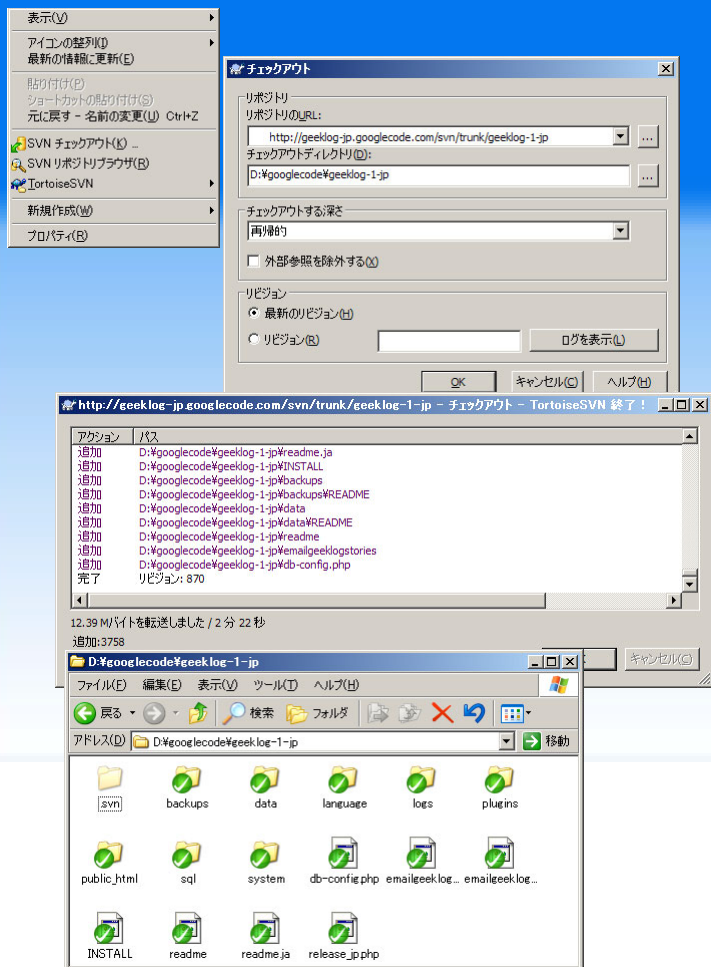 表示(V)
アイコンの整列(I)
最新の情報に更新(E)
貼り付け(P)
ショートカットの貼り付け(S)
元に戻す - 名前の変更(U) Ctrl+Z
SVN チェックアウト(K) ...
SVN リポジトリブラウザ(R)
TortoiseSVN
新規作成(W)
プロパティ(R)
チェックアウト
リポジトリ
リポジトリのURL:
http://geeklog-jp.googlecode.com/svn/trunk/geeklog-1-jp
...
チェックアウトディレクトリ(D):
D:¥googlecode¥geeklog-1-jp
...
チェックアウトする深さ
再帰的
外部参照を除外する(X)
リビジョン
最新のリビジョン(H)
リビジョン(R)
ログを表示(L)
OK キャンセル(C) ヘルプ(H)
http://geeklog-jp.googlecode.com/svn/trunk/geeklog-1-jp - チェックアウト - TortoiseSVN 終了!
アクション パス
追加 D:¥googlecode¥geeklog-1-jp¥readme.ja
追加 D:¥googlecode¥geeklog-1-jp¥INSTALL
追加 D:¥googlecode¥geeklog-1-jp¥backups
追加 D:¥googlecode¥geeklog-1-jp¥backups¥README
追加 D:¥googlecode¥geeklog-1-jp¥data
追加 D:¥googlecode¥geeklog-1-jp¥data¥README
追加 D:¥googlecode¥geeklog-1-jp¥readme
追加 D:¥googlecode¥geeklog-1-jp¥emailgeeklogstories
追加 D:¥googlecode¥geeklog-1-jp¥db-config.php
完了 リビジョン: 870
12.39 Mバイトを転送しました / 2 分 22 秒
追加:3758
キャンセル(C)
D:¥googlecode¥geeklog-1-jp
ファイル(F) 編集(E) 表示(V) ツール(T) ヘルプ(H)
戻る 検索 フォルダ
アドレス(D) D:¥googlecode¥geeklog-1-jp 移動
.svn backups data language logs plugins
public_html sql system db-config.php emailgeeklog... emailgeeklog...
INSTALL readme readme.ja release_jp.php